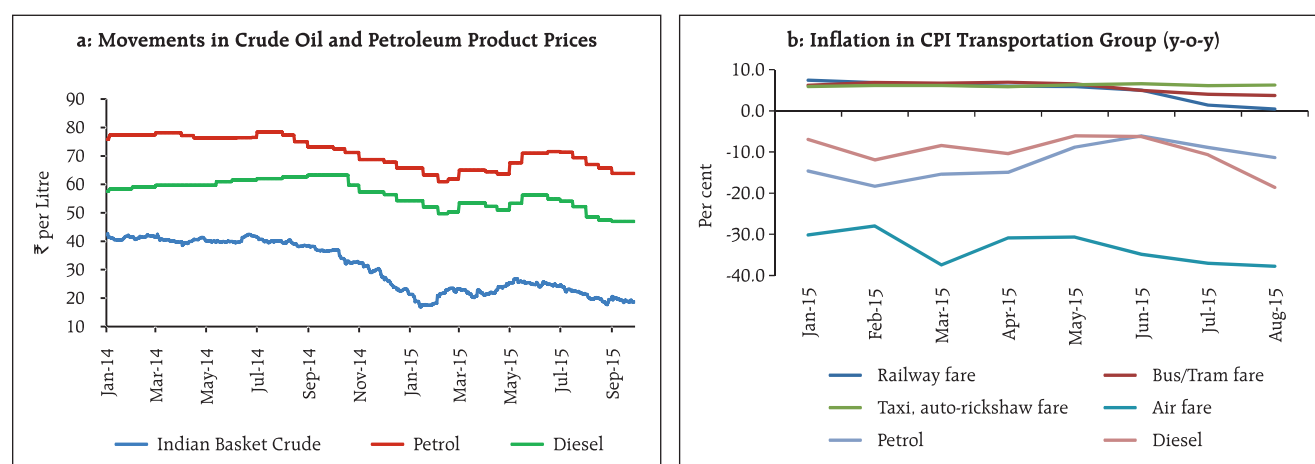 a: Movements in Crude Oil and Petroleum Product Prices
90
80
70
60
50
40
30
20
10
₹ per Litre
Jan-14
Mar-14
May-14
Jul-14
Sep-14
Nov-14
Jan-15
Mar-15
May-15
Jul-15
Sep-15
Indian Basket Crude
Petrol
Diesel
b: Inflation in CPI Transportation Group (y-o-y)
10.0
0.0
-10.0
-20.0
-30.0
-40.0
Per cent
Jan-15
Feb-15
Mar-15
Apr-15
May-15
Jun-15
Jul-15
Aug-15
Railway fare
Bus/Tram fare
Taxi, auto-rickshaw fare
Air fare
Petrol
Diesel